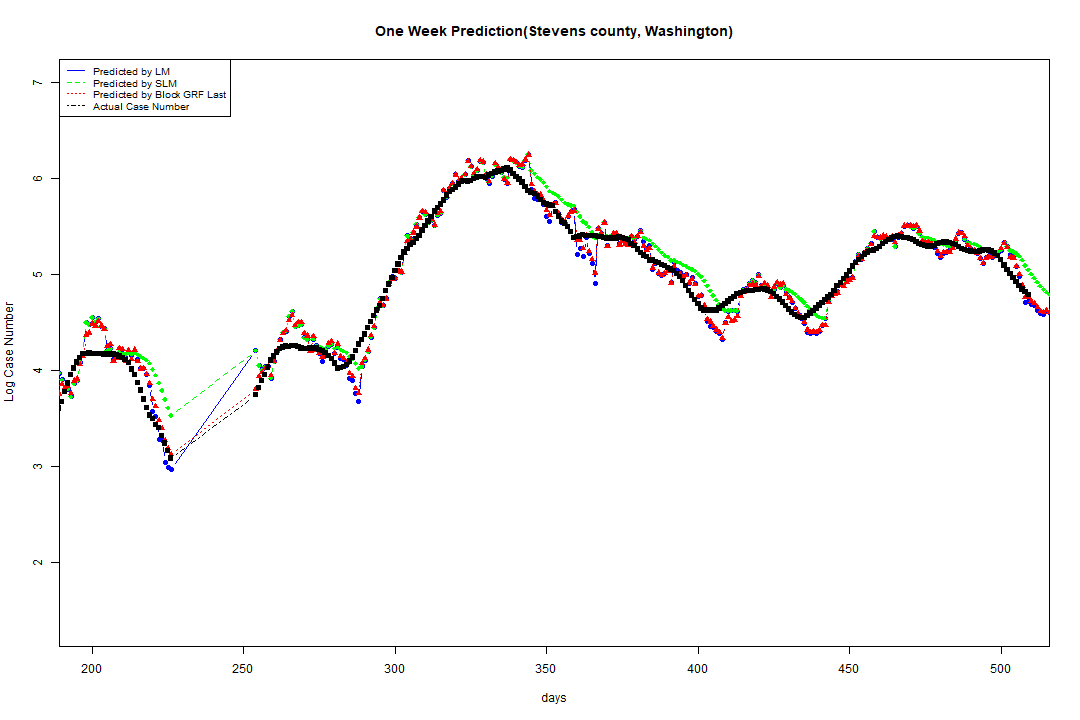 One Week Prediction(Stevens county, Washington)
Predicted by LM
Predicted by SLM
Predicted by Block GRF Last
Actual Case Number
7
6
5
4
3
2
Log Case Number
200 250 300 350 400 450 500
days